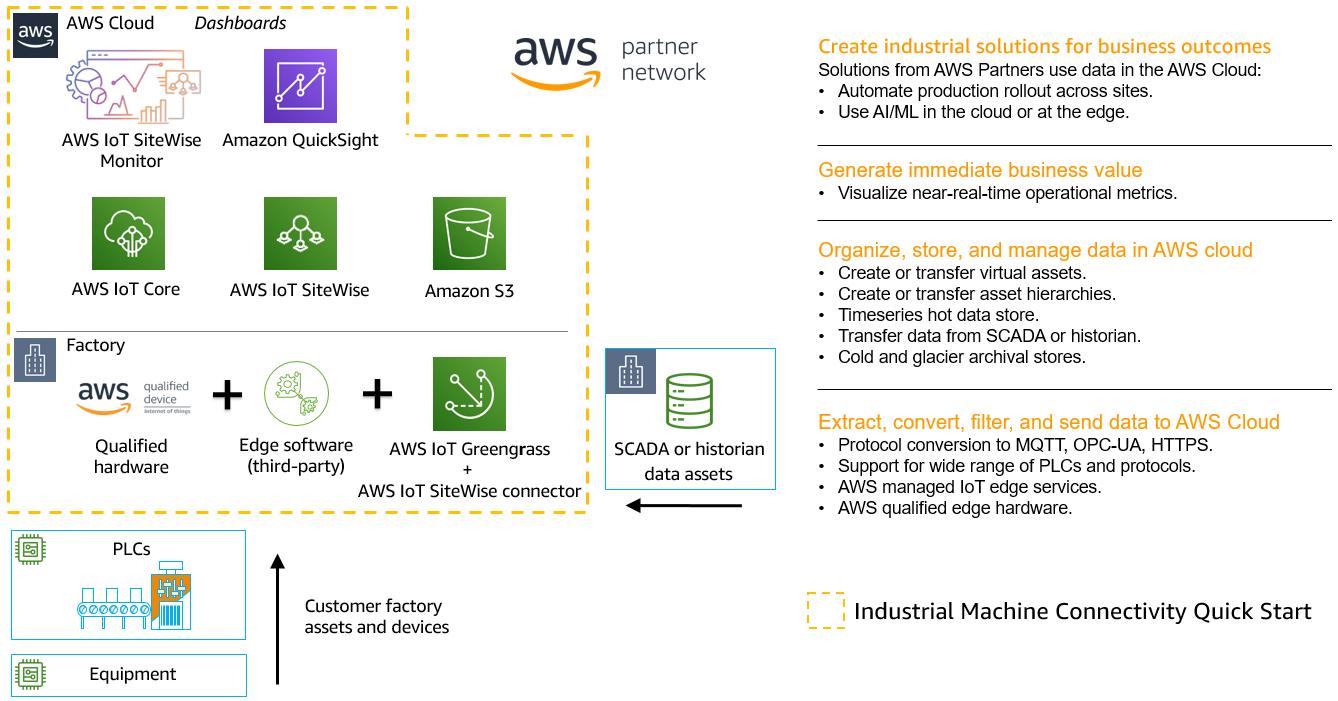 aws
AWS Cloud
Dashboards
AWS IoT SiteWise
Monitor
Amazon QuickSight
AWS IoT Core
AWS IoT SiteWise
Amazon S3
Factory
aws
qualified
device
Internet of things
Qualified
hardware
+
Edge software
(third-party)
+
AWS IoT Greengrass
+
AWS IoT SiteWise connector
SCADA or historian
data assets
PLCs
Equipment
Customer factory
assets and devices
aws
partner
network
Create industrial solutions for business outcomes
Solutions from AWS Partners use data in the AWS Cloud:
• Automate production rollout across sites.
• Use AI/ML in the cloud or at the edge.
Generate immediate business value
• Visualize near-real-time operational metrics.
Organize, store, and manage data in AWS cloud
• Create or transfer virtual assets.
• Create or transfer asset hierarchies.
• Timeseries hot data store.
• Transfer data from SCADA or historian.
• Cold and glacier archival stores.
Extract, convert, filter, and send data to AWS Cloud
• Protocol conversion to MQTT, OPC-UA, HTTPS.
• Support for wide range of PLCs and protocols.
• AWS managed IoT edge services.
• AWS qualified edge hardware.
Industrial Machine Connectivity Quick Start